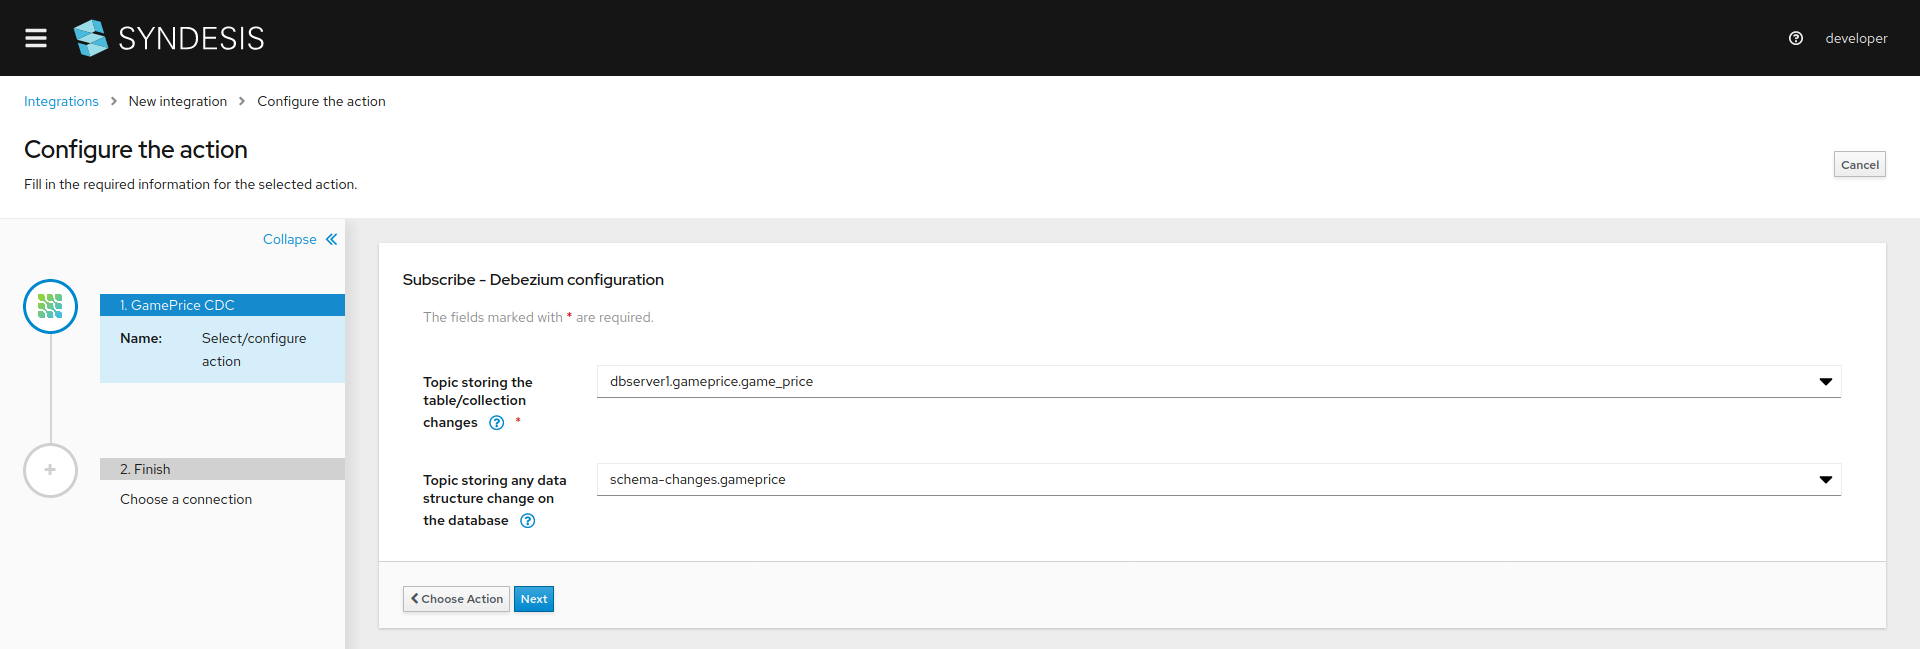 SYNDESIS
developer
Integrations > New integration > Configure the action
Configure the action
Cancel
Fill in the required information for the selected action.
Collapse
1. GamePrice CDC
Name: Select/configure
action
2. Finish
Choose a connection
Subscribe - Debezium configuration
The fields marked with * are required.
Topic storing the
table/collection
changes ? *
dbserver1.gameprice.game_price
Topic storing any data
structure change on
the database ?
schema-changes.gameprice
< Choose Action
Next